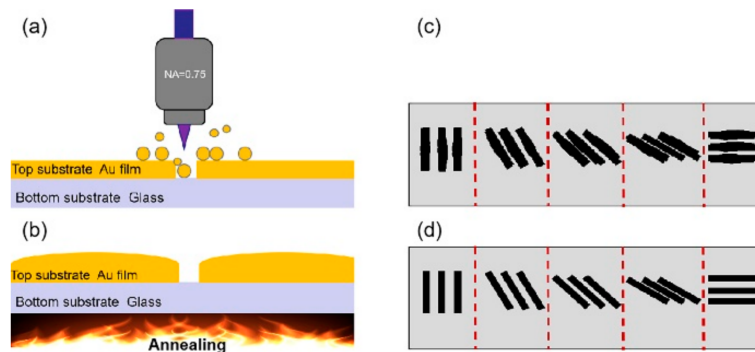 (a)
NA=0.75
Top substrate Au film
Bottom substrate Glass
(b)
Top substrate Au film
Bottom substrate Glass
Annealing
(c)
(d)